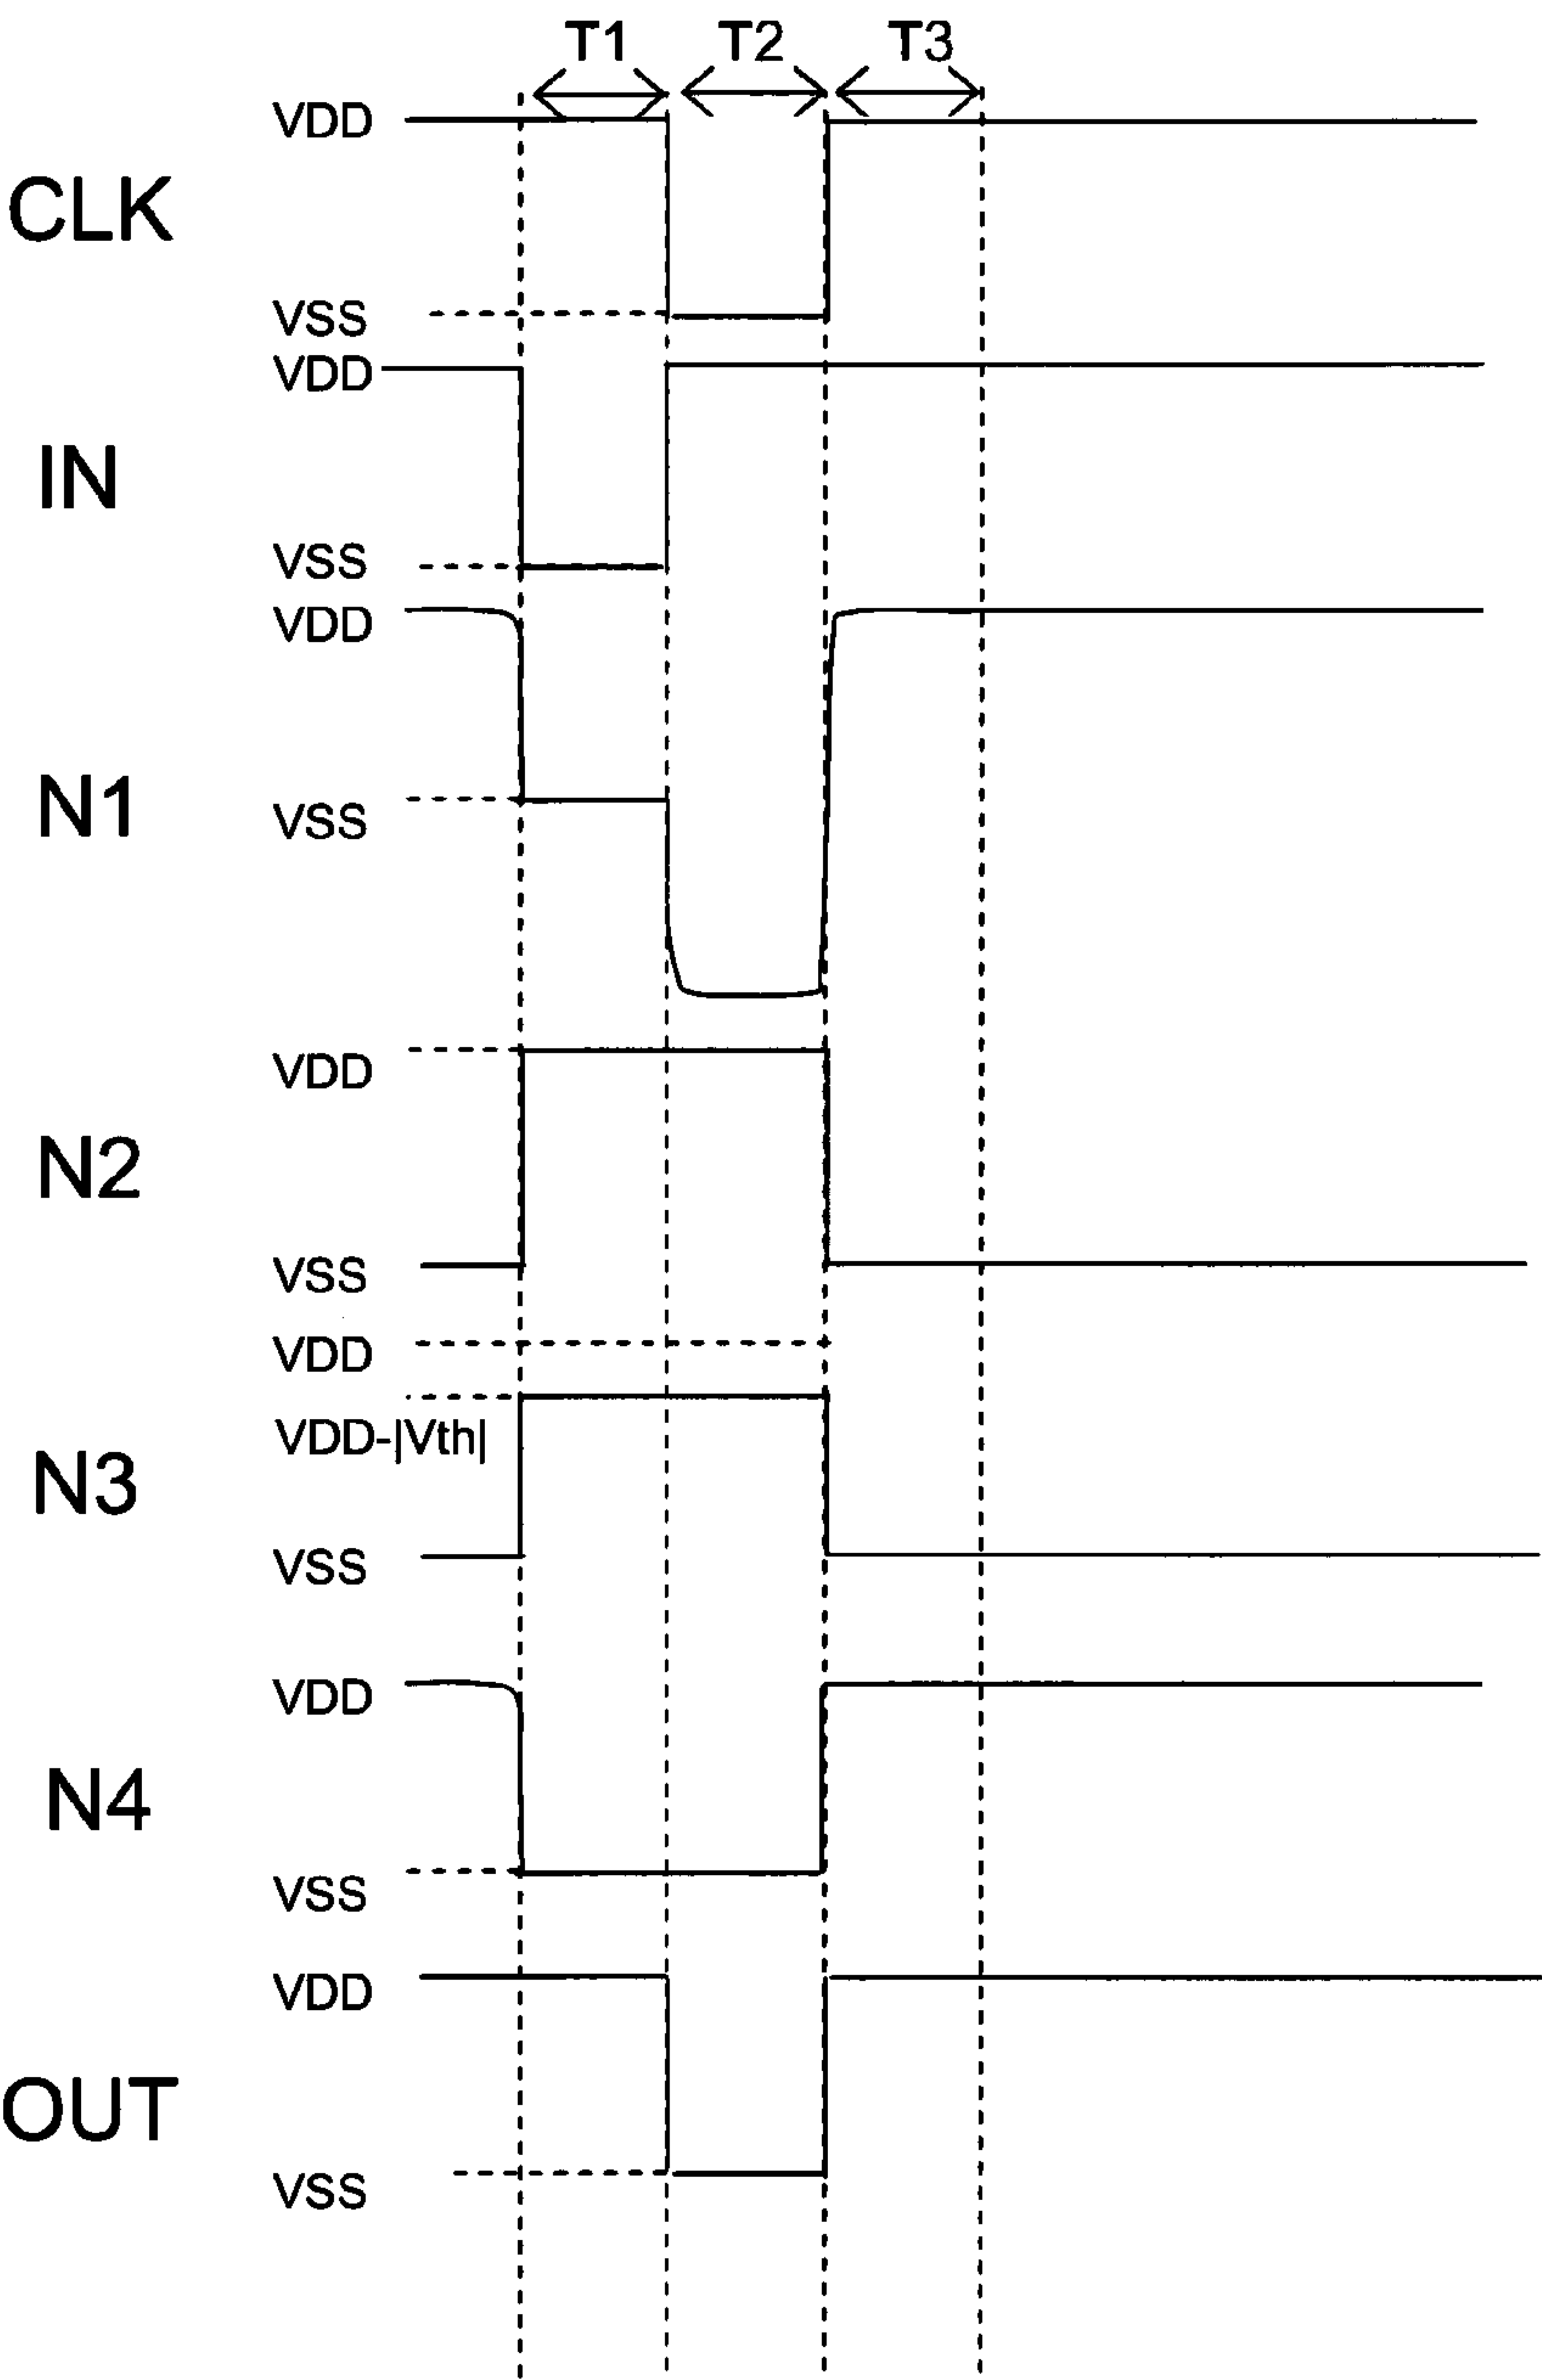 T1 T2 T3
VDD
CLK
VSS
VDD
IN
VSS
VDD
N1
VSS
VDD
N2
VSS
VDD
VDD-|Vth|
N3
VSS
VDD
N4
VSS
VDD
OUT
VSS